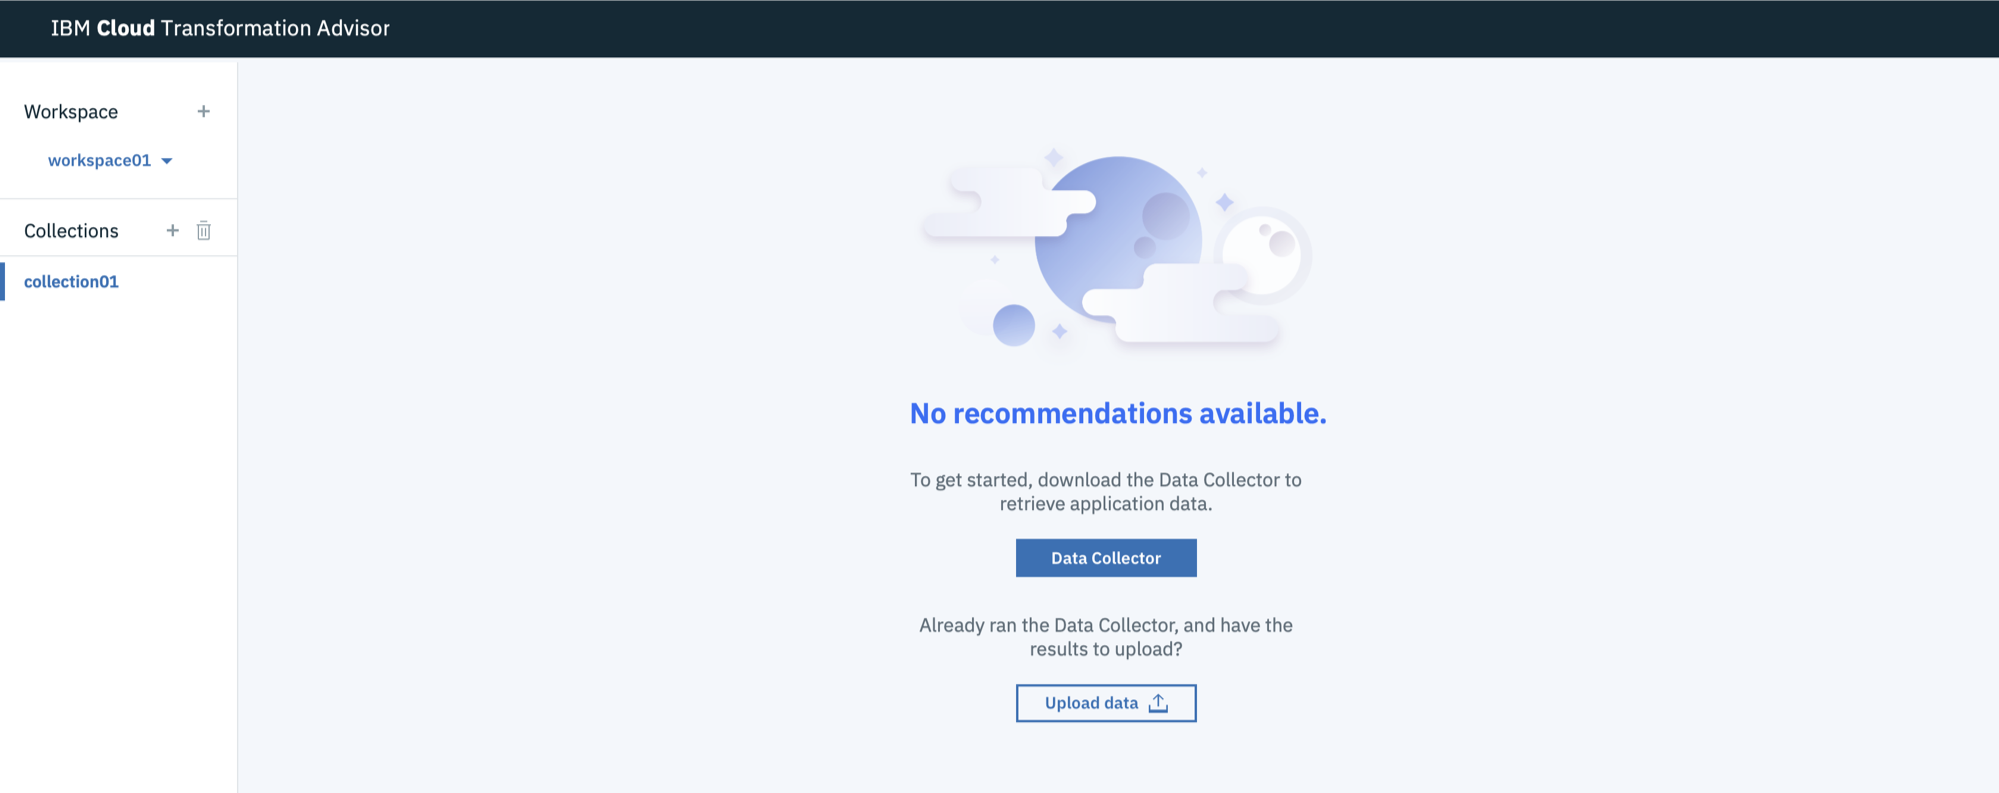 IBM Cloud Transformation Advisor
Workspace
workspace01
Collections
collection01
No recommendations available.
To get started, download the Data Collector to
retrieve application data.
Data Collector
Already ran the Data Collector, and have the
results to upload?
Upload data